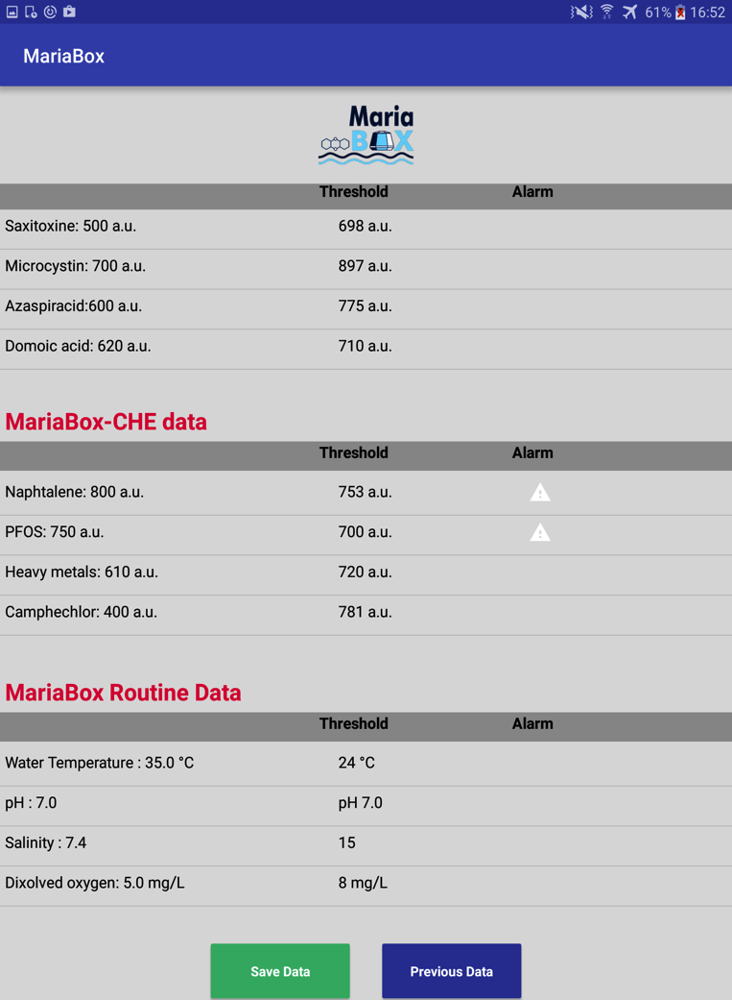 61% 16:52
MariaBox
Maria
BOX
Threshold Alarm
Saxitoxine: 500 a.u. 698 a.u.
Microcystin: 700 a.u. 897 a.u.
Azaspiracid:600 a.u. 775 a.u.
Domoic acid: 620 a.u. 710 a.u.
MariaBox-CHE data
Threshold Alarm
Naphtalene: 800 a.u. 753 a.u.
PFOS: 750 a.u. 700 a.u.
Heavy metals: 610 a.u. 720 a.u.
Camphechlor: 400 a.u. 781 a.u.
MariaBox Routine Data
Threshold Alarm
Water Temperature : 35.0 °C 24 °C
pH : 7.0 pH 7.0
Salinity : 7.4 15
Dixolved oxygen: 5.0 mg/L 8 mg/L
Save Data Previous Data